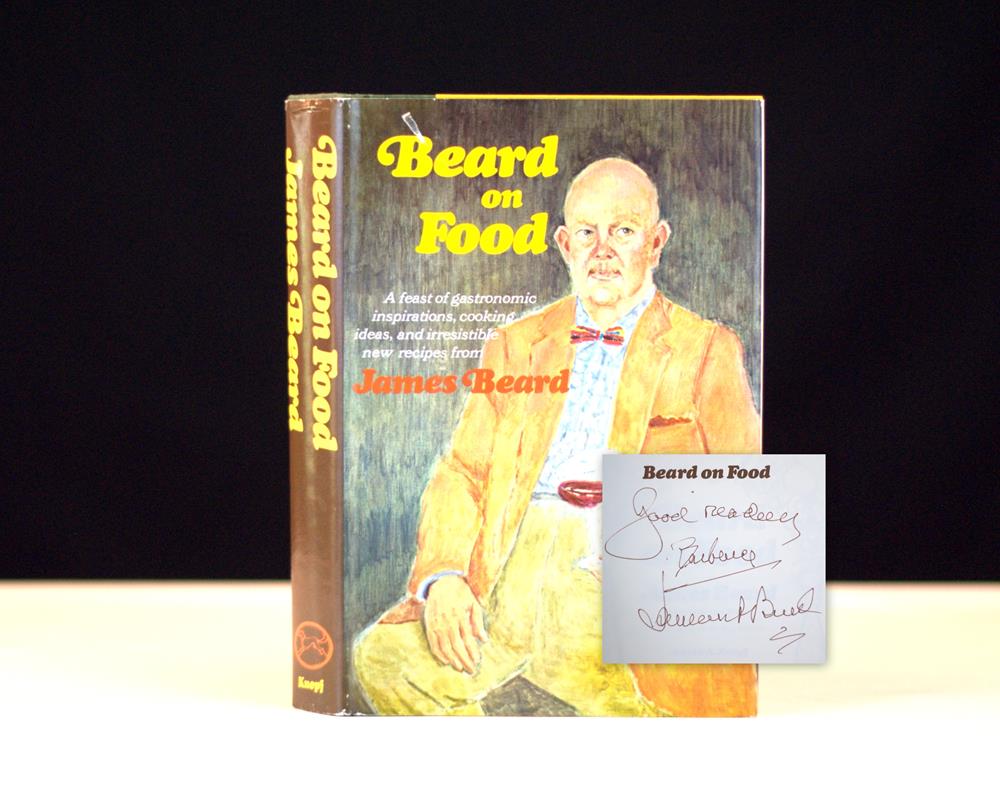 Beard on Food
James Beard
Knopf
Beard
on
Food
A feast of gastronomic
inspirations, cooking
ideas, and irresistible
new recipes from
James Beard
Beard on Food
Good reading